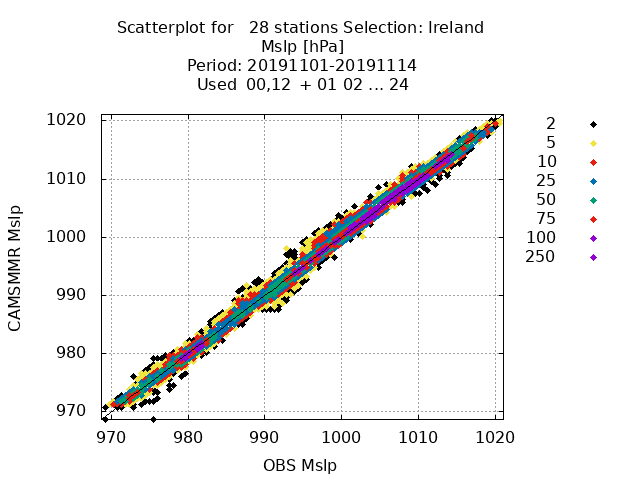 Scatterplot for   28 stations Selection: Ireland
Mslp [hPa]
Period: 20191101-20191114
Used  00,12  + 01 02 ... 24
CAMSMMR Mslp
1020
1010
1000
990
980
970
970 980 990 1000 1010 1020
OBS Mslp
2
5
10
25
50
75
100
250